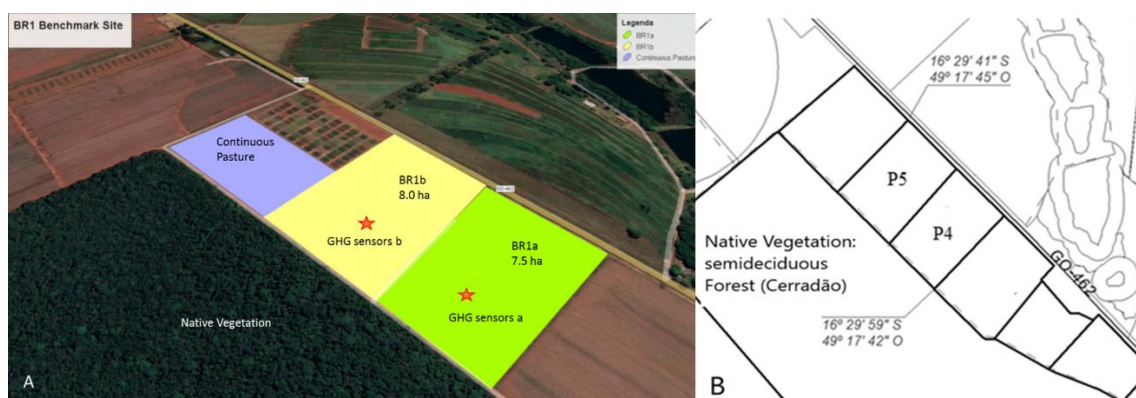 BR1 Benchmark Site
Legenda
BR1a
BR1b
Continuous Pasture
Continuous
Pasture
BR1b
8.0 ha
GHG sensors b
BR1a
7.5 ha
GHG sensors a
Native Vegetation
A
16º 29' 41" S
49º 17' 45" O
P5
P4
Native Vegetation:
semideciduous
Forest (Cerradão)
GO-462
16º 29' 59" S
49º 17' 42" O
B